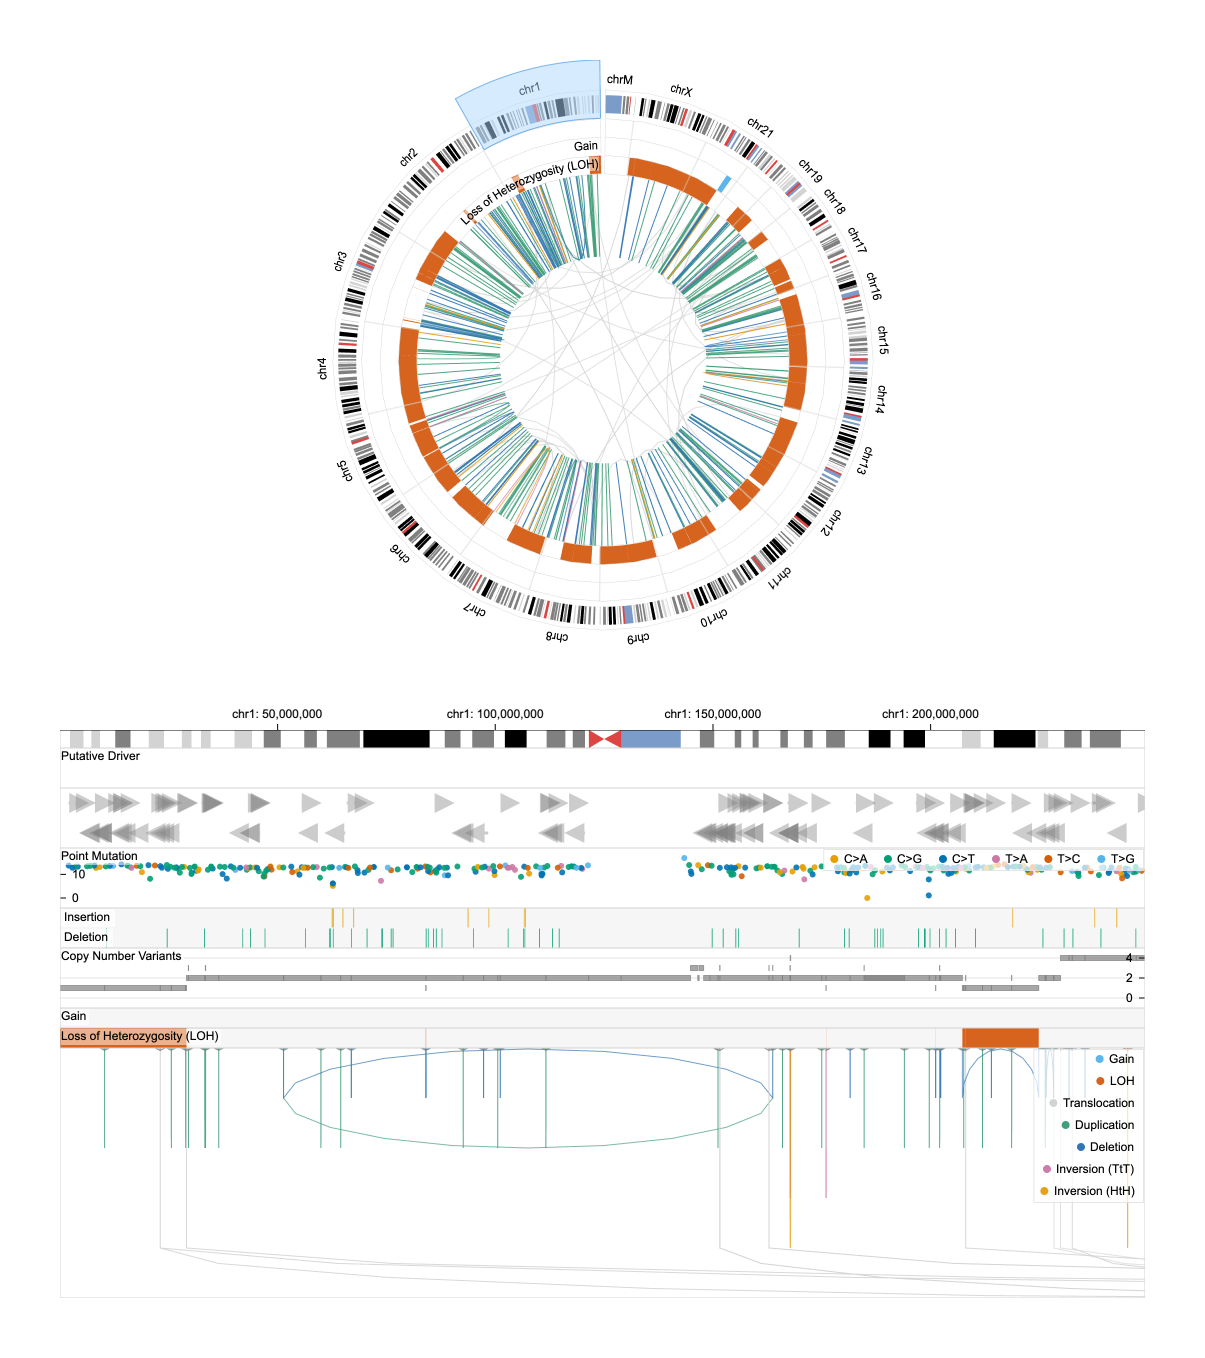 chrM
chrX
chr21
chr19
chr18
chr17
chr16
chr15
chr14
chr13
chr12
chr11
chr10
chr9
chr8
chr7
chr6
chr5
chr4
chr3
chr2
chr1
Gain
Loss of Heterozygosity (LOH)
chr1: 50,000,000 chr1: 100,000,000 chr1: 150,000,000 chr1: 200,000,000
Putative Driver
Point Mutation
C>A C>G C>T T>A T>C T>G
10
0
Insertion
Deletion
Copy Number Variants
4
2
0
Gain
Loss of Heterozygosity (LOH)
Gain
LOH
Translocation
Duplication
Deletion
Inversion (TtT)
Inversion (HtH)